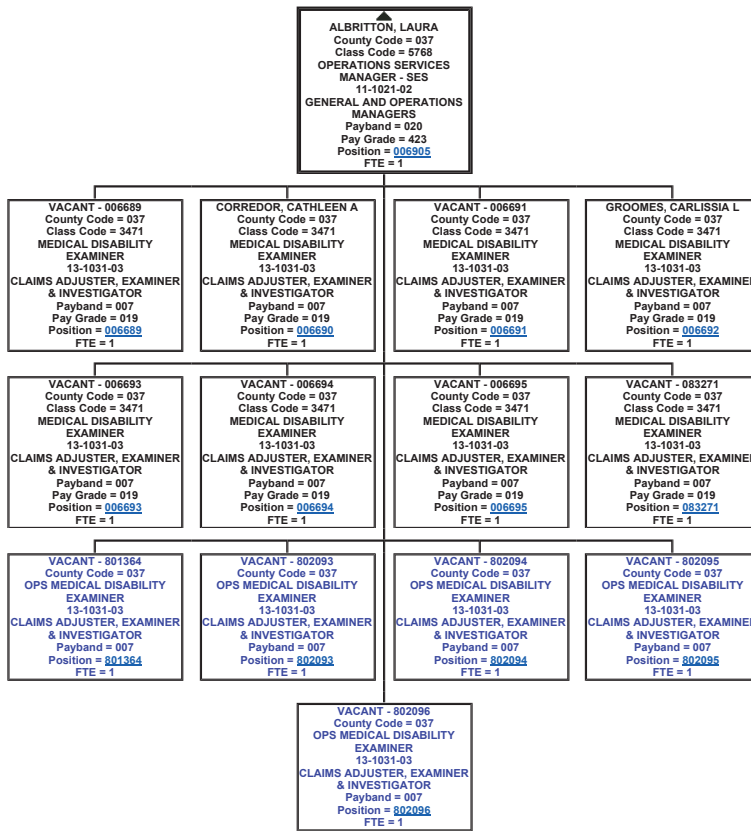 ALBRITTON, LAURA
County Code = 037
Class Code = 5768
OPERATIONS SERVICES
MANAGER - SES
11-1021-02
GENERAL AND OPERATIONS
MANAGERS
Payband = 020
Pay Grade = 423
Position = 006905
FTE = 1
VACANT - 006689
County Code = 037
Class Code = 3471
MEDICAL DISABILITY
EXAMINER
13-1031-03
CLAIMS ADJUSTER, EXAMINER
& INVESTIGATOR
Payband = 007
Pay Grade = 019
Position = 006689
FTE = 1
CORREDOR, CATHLEEN A
County Code = 037
Class Code = 3471
MEDICAL DISABILITY
EXAMINER
13-1031-03
CLAIMS ADJUSTER, EXAMINER
& INVESTIGATOR
Payband = 007
Pay Grade = 019
Position = 006690
FTE = 1
VACANT - 006691
County Code = 037
Class Code = 3471
MEDICAL DISABILITY
EXAMINER
13-1031-03
CLAIMS ADJUSTER, EXAMINER
& INVESTIGATOR
Payband = 007
Pay Grade = 019
Position = 006691
FTE = 1
GROOMES, CARLISSIA L
County Code = 037
Class Code = 3471
MEDICAL DISABILITY
EXAMINER
13-1031-03
CLAIMS ADJUSTER, EXAMINER
& INVESTIGATOR
Payband = 007
Pay Grade = 019
Position = 006692
FTE = 1
VACANT - 006693
County Code = 037
Class Code = 3471
MEDICAL DISABILITY
EXAMINER
13-1031-03
CLAIMS ADJUSTER, EXAMINER
& INVESTIGATOR
Payband = 007
Pay Grade = 019
Position = 006693
FTE = 1
VACANT - 006694
County Code = 037
Class Code = 3471
MEDICAL DISABILITY
EXAMINER
13-1031-03
CLAIMS ADJUSTER, EXAMINER
& INVESTIGATOR
Payband = 007
Pay Grade = 019
Position = 006694
FTE = 1
VACANT - 006695
County Code = 037
Class Code = 3471
MEDICAL DISABILITY
EXAMINER
13-1031-03
CLAIMS ADJUSTER, EXAMINER
& INVESTIGATOR
Payband = 007
Pay Grade = 019
Position = 006695
FTE = 1
VACANT - 083271
County Code = 037
Class Code = 3471
MEDICAL DISABILITY
EXAMINER
13-1031-03
CLAIMS ADJUSTER, EXAMINER
& INVESTIGATOR
Payband = 007
Pay Grade = 019
Position = 083271
FTE = 1
VACANT - 801364
County Code = 037
OPS MEDICAL DISABILITY
EXAMINER
13-1031-03
CLAIMS ADJUSTER, EXAMINER
& INVESTIGATOR
Payband = 007
Position = 801364
FTE = 1
VACANT - 802093
County Code = 037
OPS MEDICAL DISABILITY
EXAMINER
13-1031-03
CLAIMS ADJUSTER, EXAMINER
& INVESTIGATOR
Payband = 007
Position = 802093
FTE = 1
VACANT - 802094
County Code = 037
OPS MEDICAL DISABILITY
EXAMINER
13-1031-03
CLAIMS ADJUSTER, EXAMINER
& INVESTIGATOR
Payband = 007
Position = 802094
FTE = 1
VACANT - 802095
County Code = 037
OPS MEDICAL DISABILITY
EXAMINER
13-1031-03
CLAIMS ADJUSTER, EXAMINER
& INVESTIGATOR
Payband = 007
Position = 802095
FTE = 1
VACANT - 802096
County Code = 037
OPS MEDICAL DISABILITY
EXAMINER
13-1031-03
CLAIMS ADJUSTER, EXAMINER
& INVESTIGATOR
Payband = 007
Position = 802096
FTE = 1